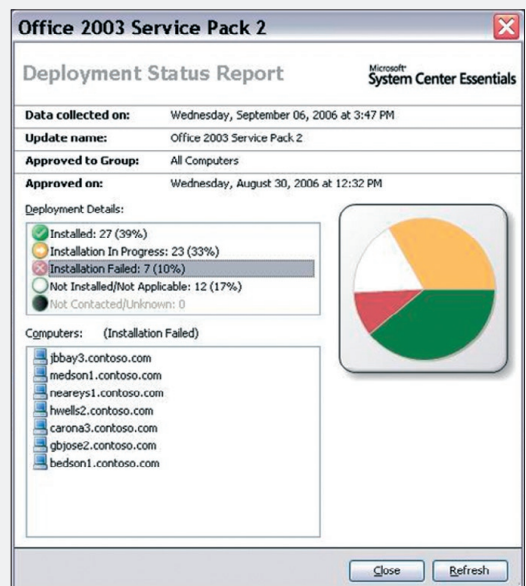 Office 2003 Service Pack 2
Deployment Status Report
Microsoft®
System Center Essentials
Data collected on: Wednesday, September 06, 2006 at 3:47 PM
Update name: Office 2003 Service Pack 2
Approved to Group: All Computers
Approved on: Wednesday, August 30, 2006 at 12:32 PM
Deployment Details:
Installed: 27 (39%)
Installation In Progress: 23 (33%)
Installation Failed: 7 (10%)
Not Installed/Not Applicable: 12 (17%)
Not Contacted/Unknown: 0
Computers: (Installation Failed)
jbbay3.contoso.com
medson1.contoso.com
neareys1.contoso.com
hwells2.contoso.com
carona3.contoso.com
gbjose2.contoso.com
bedson1.contoso.com
Close
Refresh